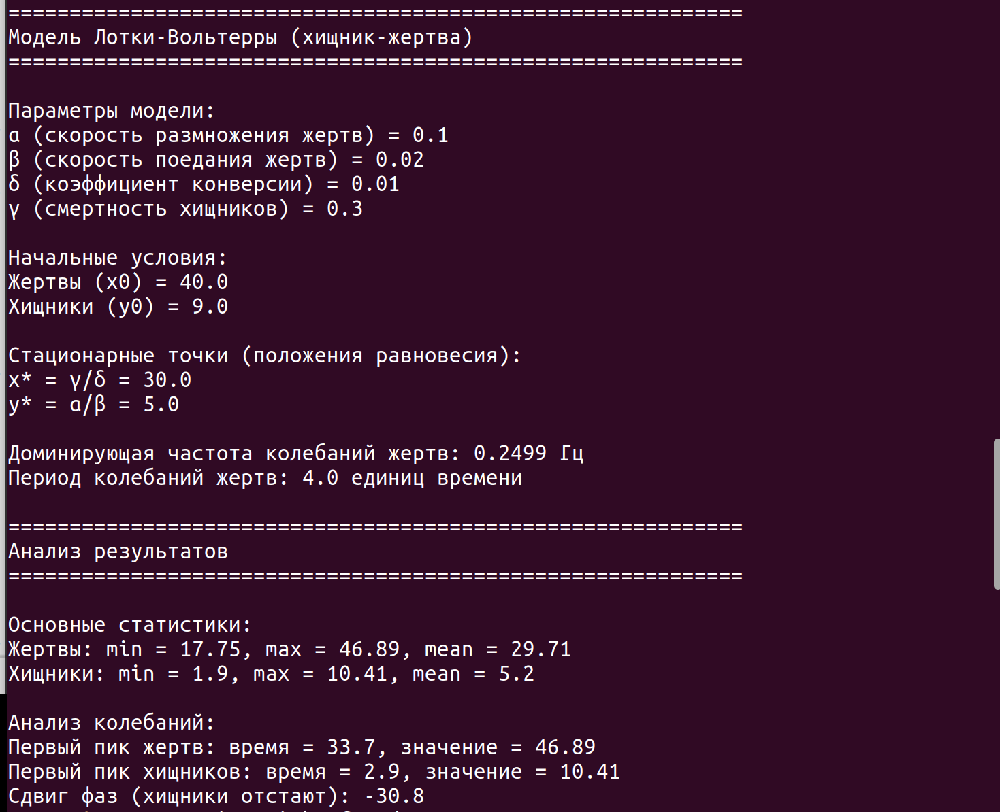 ============================================================
Модель Лотки-Вольтерры (хищник-жертва)
============================================================
Параметры модели:
α (скорость размножения жертв) = 0.1
β (скорость поедания жертв) = 0.02
δ (коэффициент конверсии) = 0.01
γ (смертность хищников) = 0.3
Начальные условия:
Жертвы (x0) = 40.0
Хищники (y0) = 9.0
Стационарные точки (положения равновесия):
x* = γ/δ = 30.0
y* = α/β = 5.0
Доминирующая частота колебаний жертв: 0.2499 Гц
Период колебаний жертв: 4.0 единиц времени
============================================================
Анализ результатов
============================================================
Основные статистики:
Жертвы: min = 17.75, max = 46.89, mean = 29.71
Хищники: min = 1.9, max = 10.41, mean = 5.2
Анализ колебаний:
Первый пик жертв: время = 33.7, значение = 46.89
Первый пик хищников: время = 2.9, значение = 10.41
Сдвиг фаз (хищники отстают): -30.8